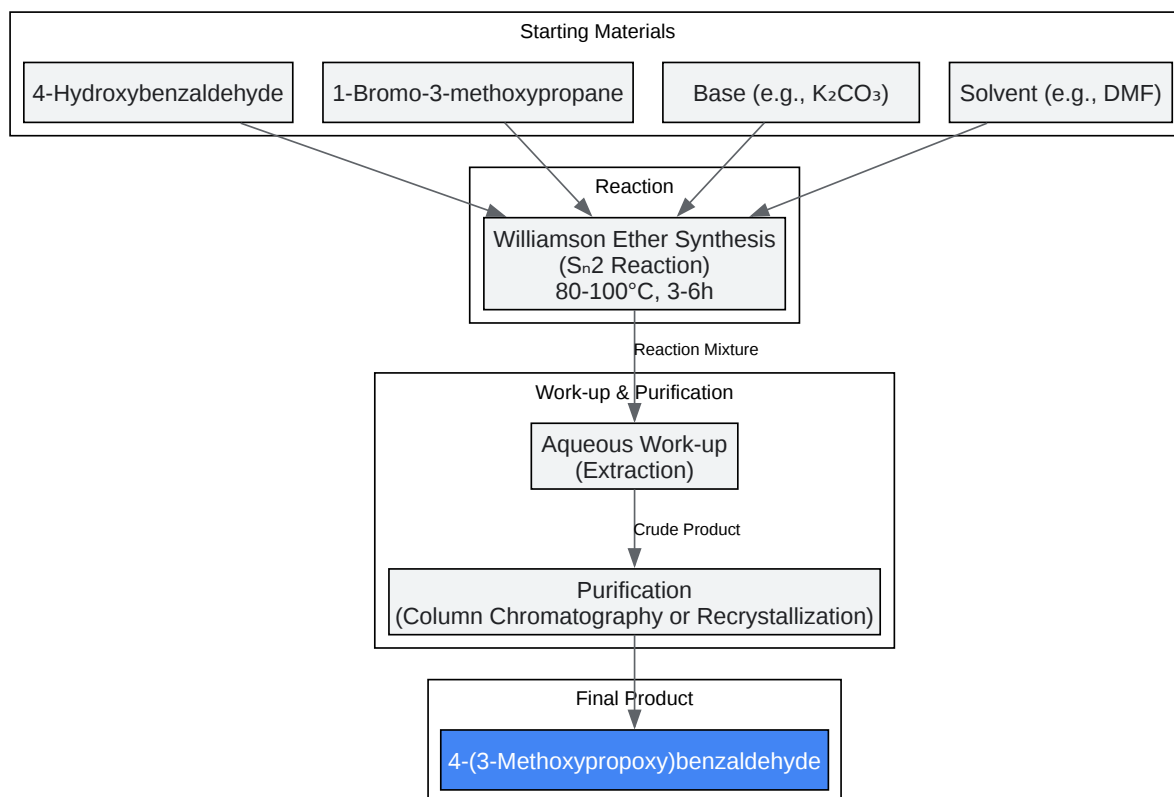 Starting Materials
4-Hydroxybenzaldehyde
1-Bromo-3-methoxypropane
Base (e.g., K₂CO₃)
Solvent (e.g., DMF)
Reaction
Williamson Ether Synthesis
(Sₙ2 Reaction)
80-100°C, 3-6h
Reaction Mixture
Work-up & Purification
Aqueous Work-up
(Extraction)
Crude Product
Purification
(Column Chromatography or Recrystallization)
Final Product
4-(3-Methoxypropoxy)benzaldehyde